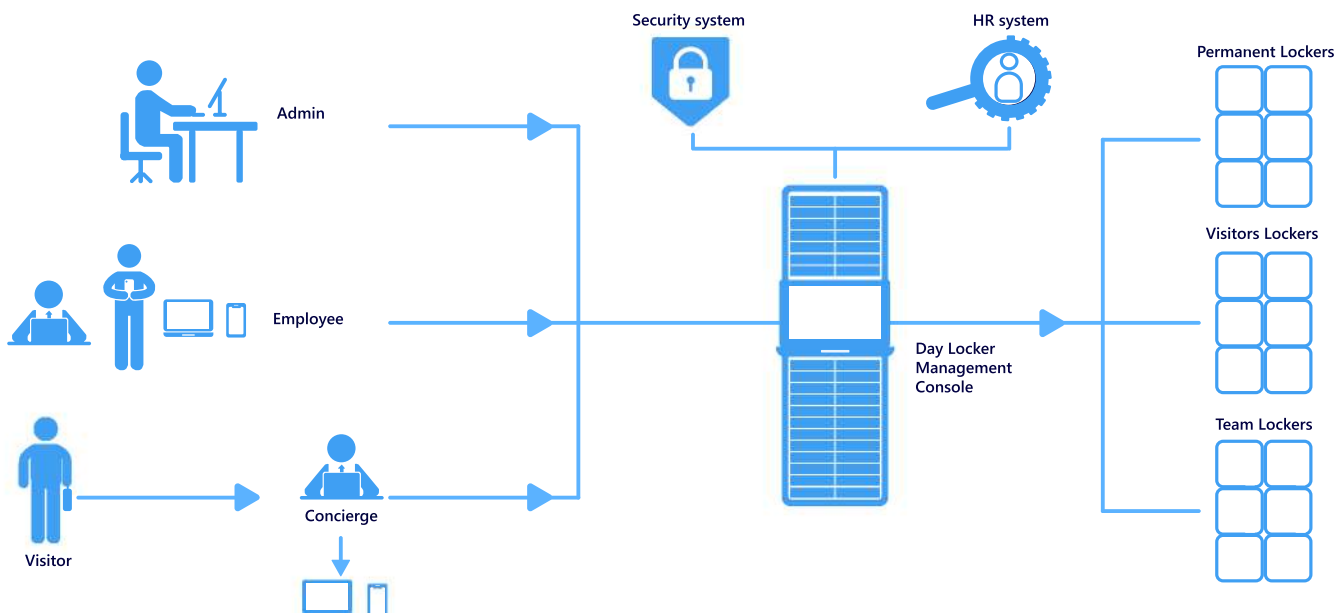 Security system
HR system
Permanent Lockers
Admin
Visitors Lockers
Employee
Day Locker
Management
Console
Team Lockers
Concierge
Visitor